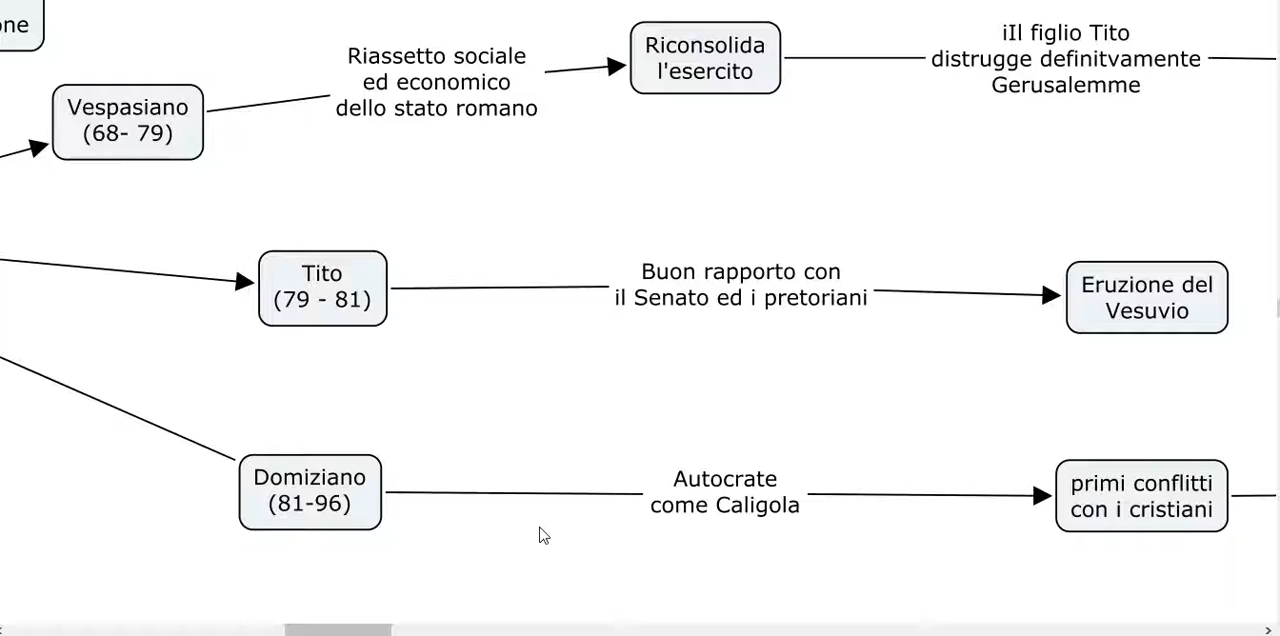 one
Vespasiano
(68- 79)
Riassetto sociale
ed economico
dello stato romano
Riconsolida
l'esercito
iIl figlio Tito
distrugge definitvamente
Gerusalemme
Tito
(79 - 81)
Buon rapporto con
il Senato ed i pretoriani
Eruzione del
Vesuvio
Domiziano
(81-96)
Autocrate
come Caligola
primi conflitti
con i cristiani